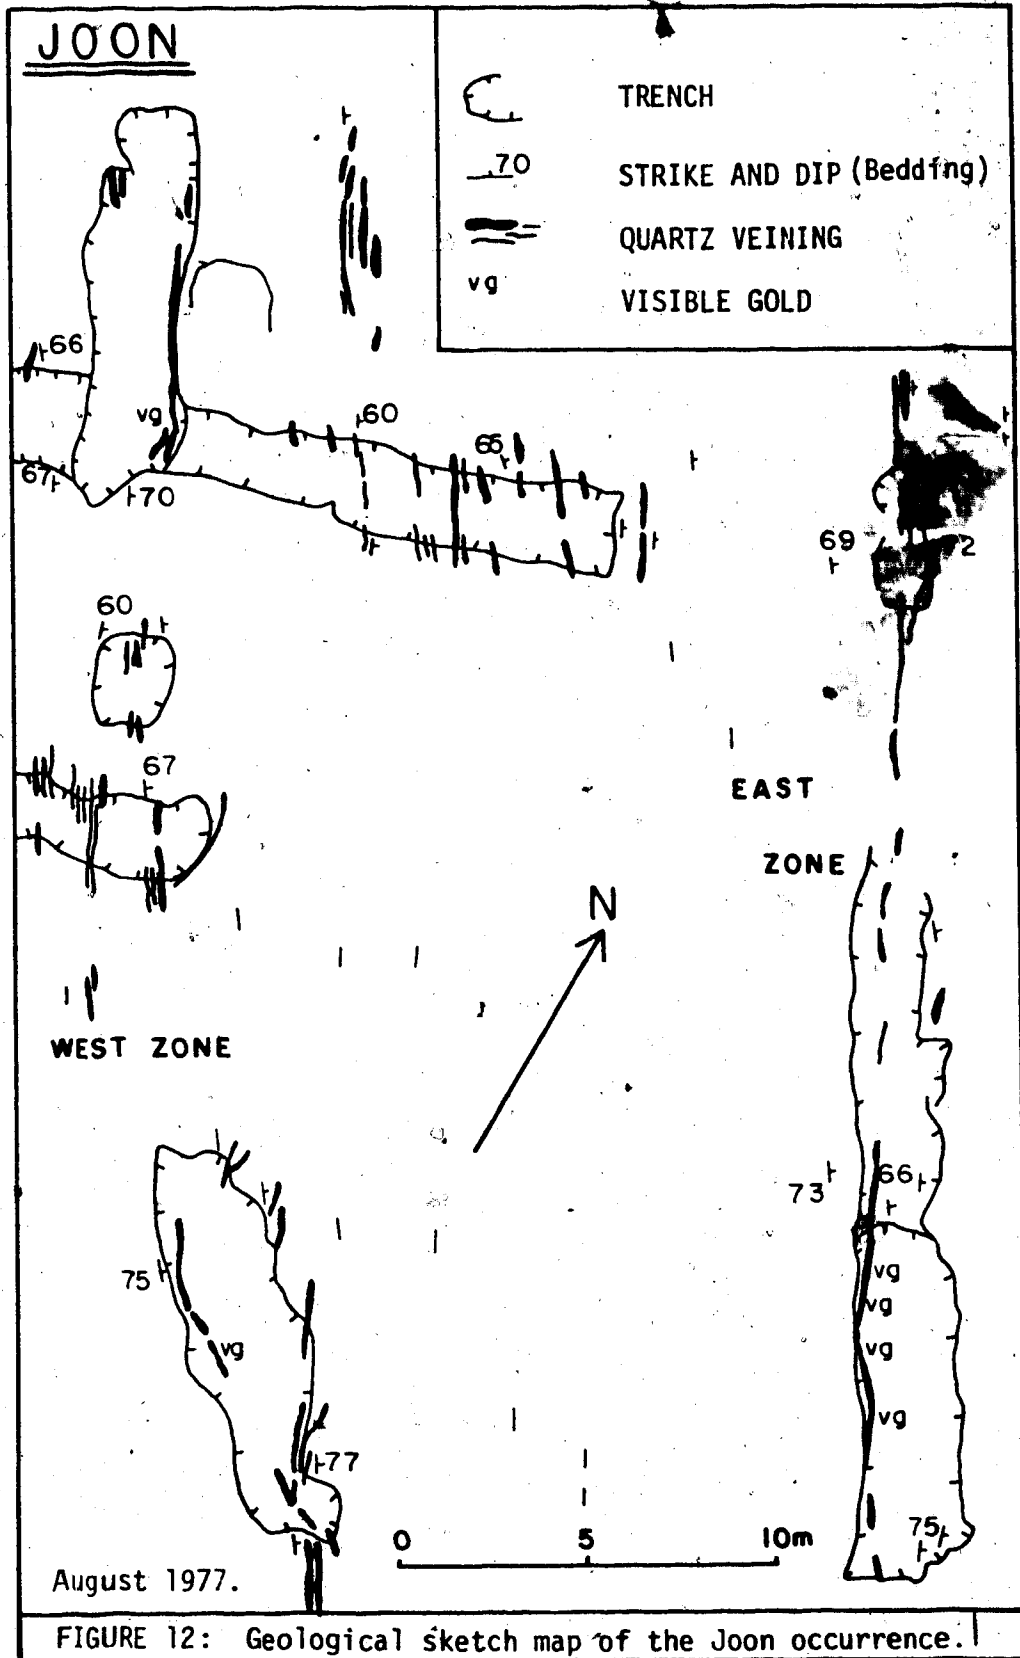 JOON
TRENCH
70 STRIKE AND DIP (Bedding)
QUARTZ VEINING
vg VISIBLE GOLD
66
vg
60
65
67
70
69
2
60
67
EAST
ZONE
N
WEST ZONE
73
66
75
vg
vg
vg
vg
vg
77
75
0 5 10m
August 1977.
FIGURE 12: Geological sketch map of the Joon occurrence.